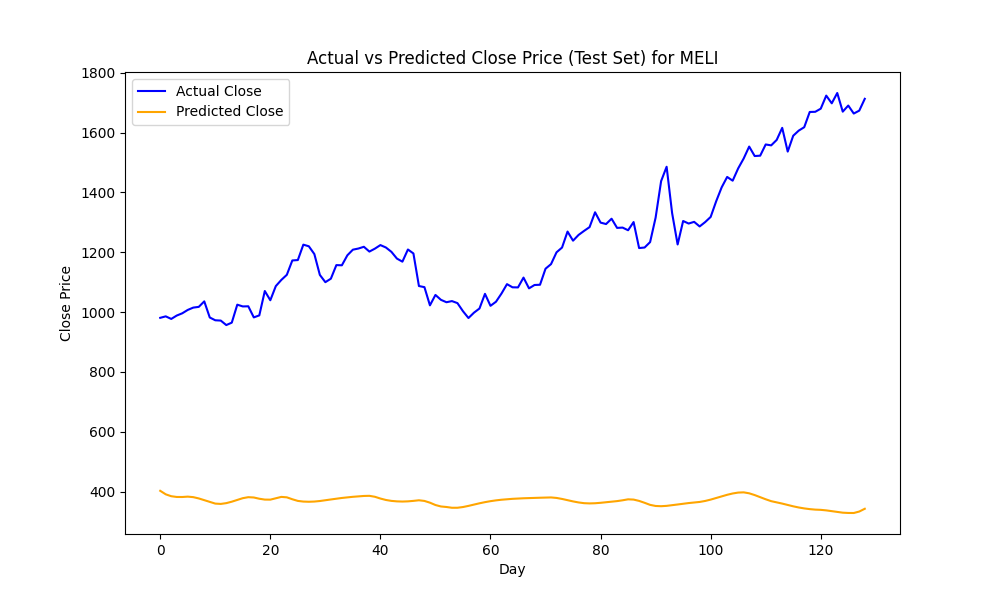 Actual vs Predicted Close Price (Test Set) for MELI
Actual Close
Predicted Close
Close Price
1800
1600
1400
1200
1000
800
600
400
0 20 40 60 80 100 120
Day